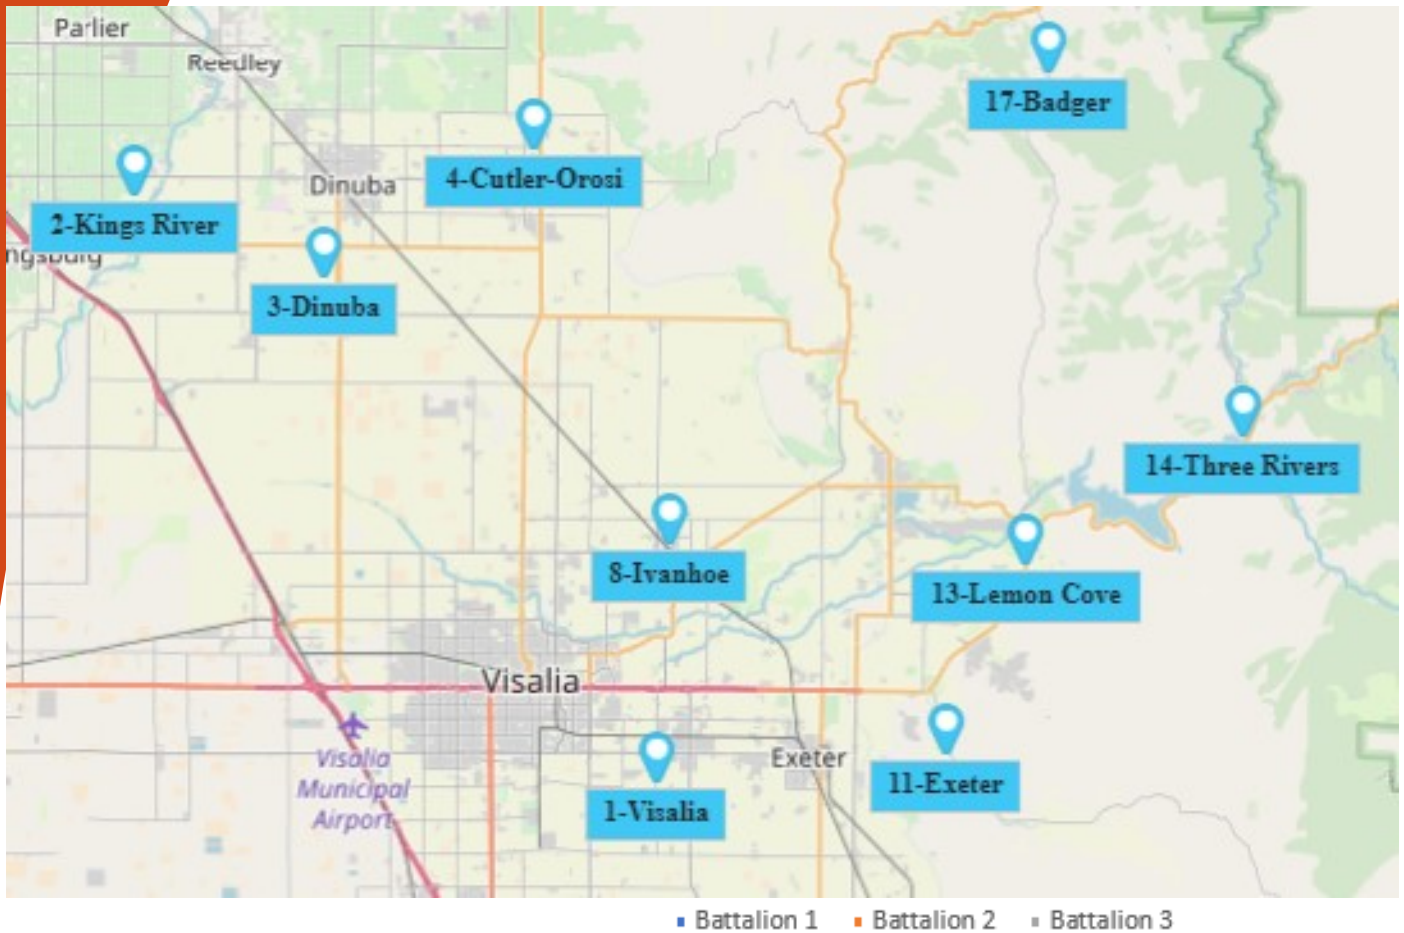 Parlier
Reedley
17-Badger
4-Cutler-Orosi
Dinuba
2-Kings River
ngsburg
3-Dinuba
14-Three Rivers
8-Ivanhoe
13-Lemon Cove
Visalia
Visalia
Municipal
Airport
Exeter
11-Exeter
1-Visalia
Battalion 1 Battalion 2 Battalion 3